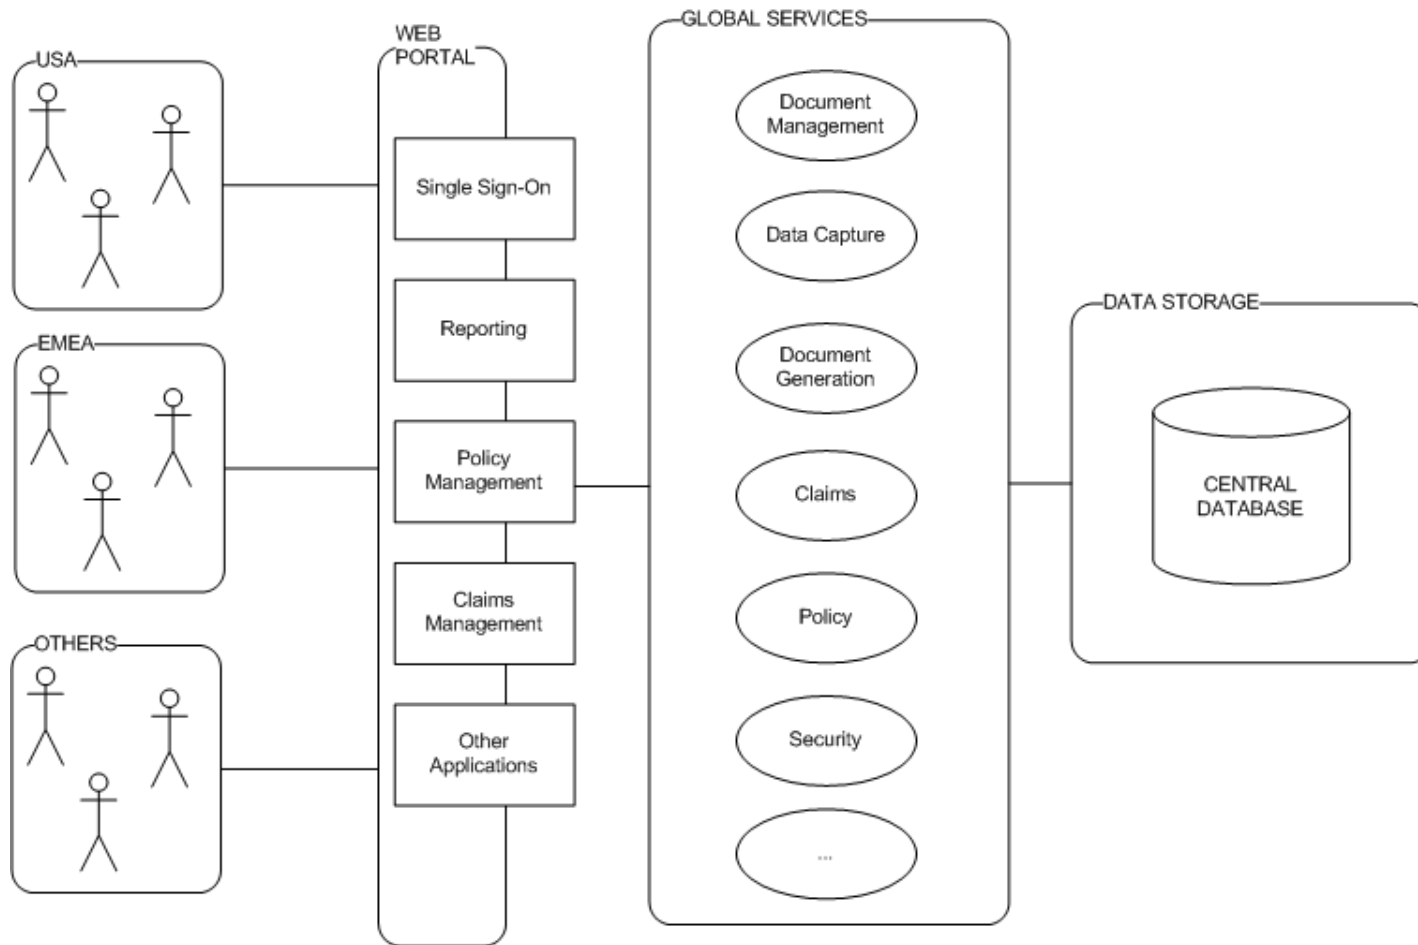 USA
EMEA
OTHERS
WEB
PORTAL
Single Sign-On
Reporting
Policy
Management
Claims
Management
Other
Applications
GLOBAL SERVICES
Document
Management
Data Capture
Document
Generation
Claims
Policy
Security
...
DATA STORAGE
CENTRAL
DATABASE